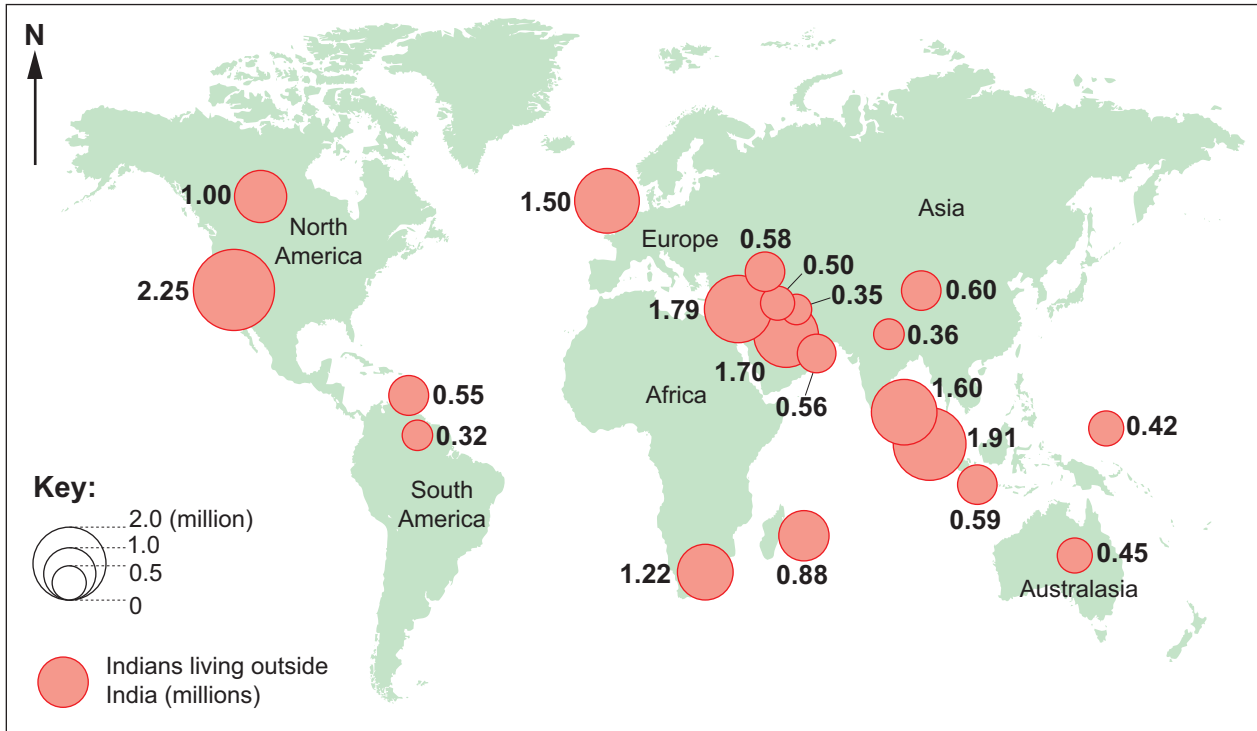 N
1.00
North
America
2.25
1.50
Europe
Asia
0.58
0.50
0.35
1.79
1.70
0.56
0.60
0.36
1.60
1.91
0.42
0.59
0.55
0.32
Africa
South
America
1.22
0.88
0.45
Australasia
Key:
2.0 (million)
1.0
0.5
0
Indians living outside
India (millions)